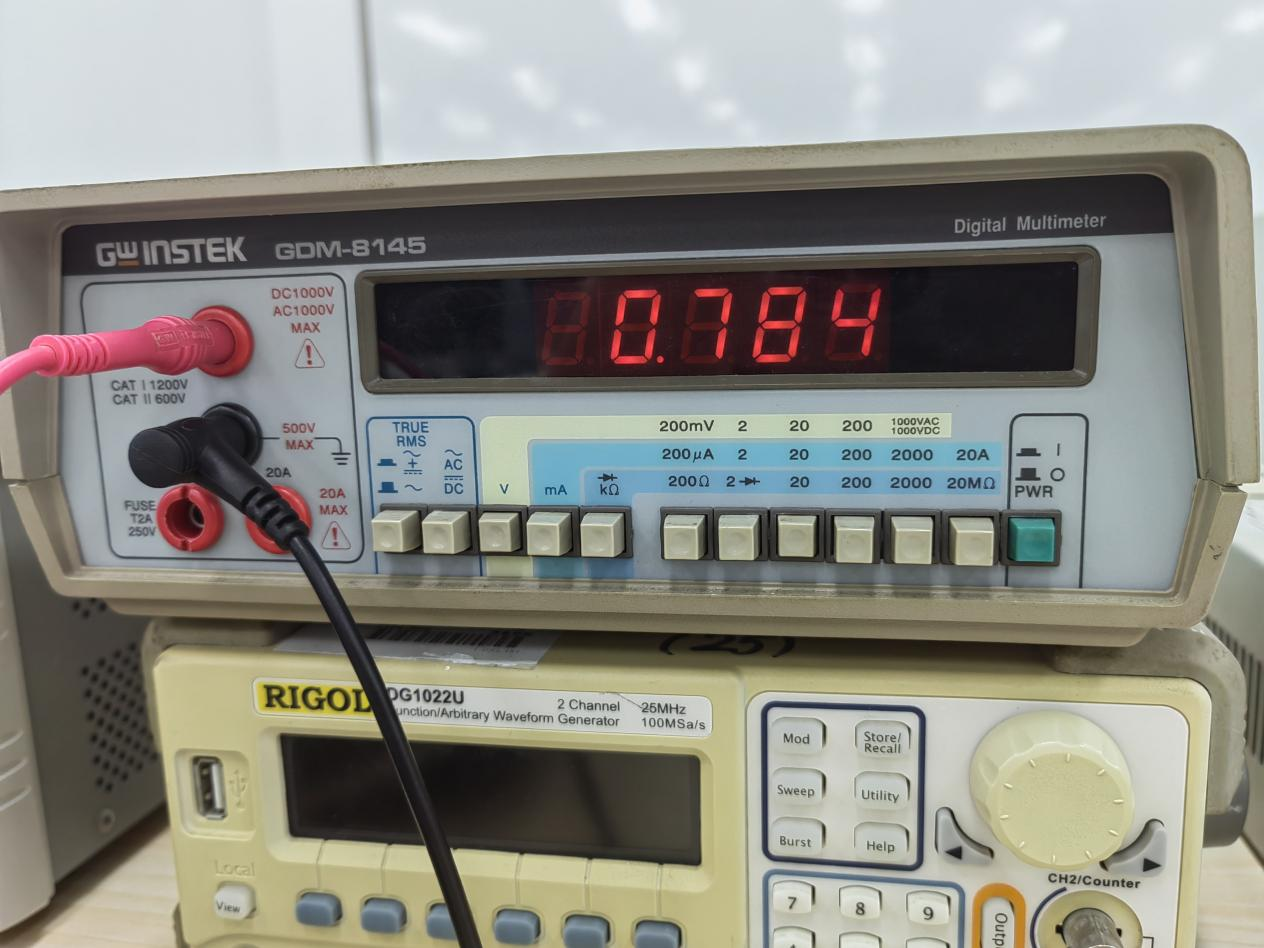 GW INSTEK GDM-8145
Digital Multimeter
DC1000V
AC1000V
MAX
0.784
CAT I 1200V
CAT II 600V
500V
MAX
20A
FUSE
T2A
250V
20A
MAX
TRUE
RMS
AC
DC
V
mA
kΩ
200mV 2 20 200 1000VAC
1000VDC
200μA 2 20 200 2000 20A
200Ω 2 20 200 2000 20MΩ
PWR
(25)
RIGOL DG1022U
2 Channel 25MHz
unction/Arbitrary Waveform Generator 100MSa/s
Mod
Store/
Recall
Sweep
Utility
Burst
Help
Local
View
CH2/Counter
7
8
9
Outp